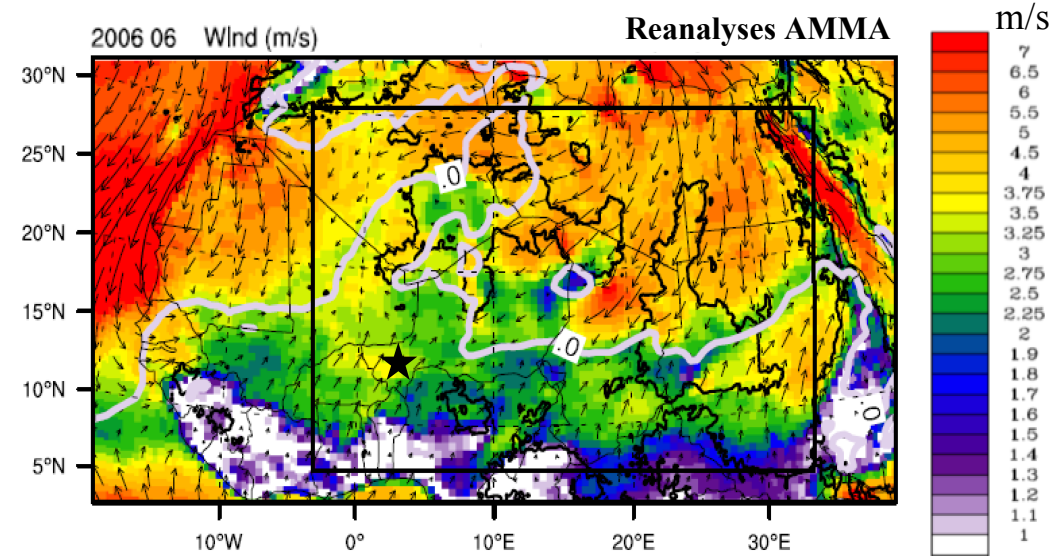 m/s
2006 06 WInd (m/s)
Reanalyses AMMA
30°N
25°N
20°N
15°N
10°N
5°N
10°W
0°
10°E
20°E
30°E
.0
.0
.0
7
6.5
6
5.5
5
4.5
4
3.75
3.5
3.25
3
2.75
2.5
2.25
2
1.9
1.8
1.7
1.6
1.5
1.4
1.3
1.2
1.1
1